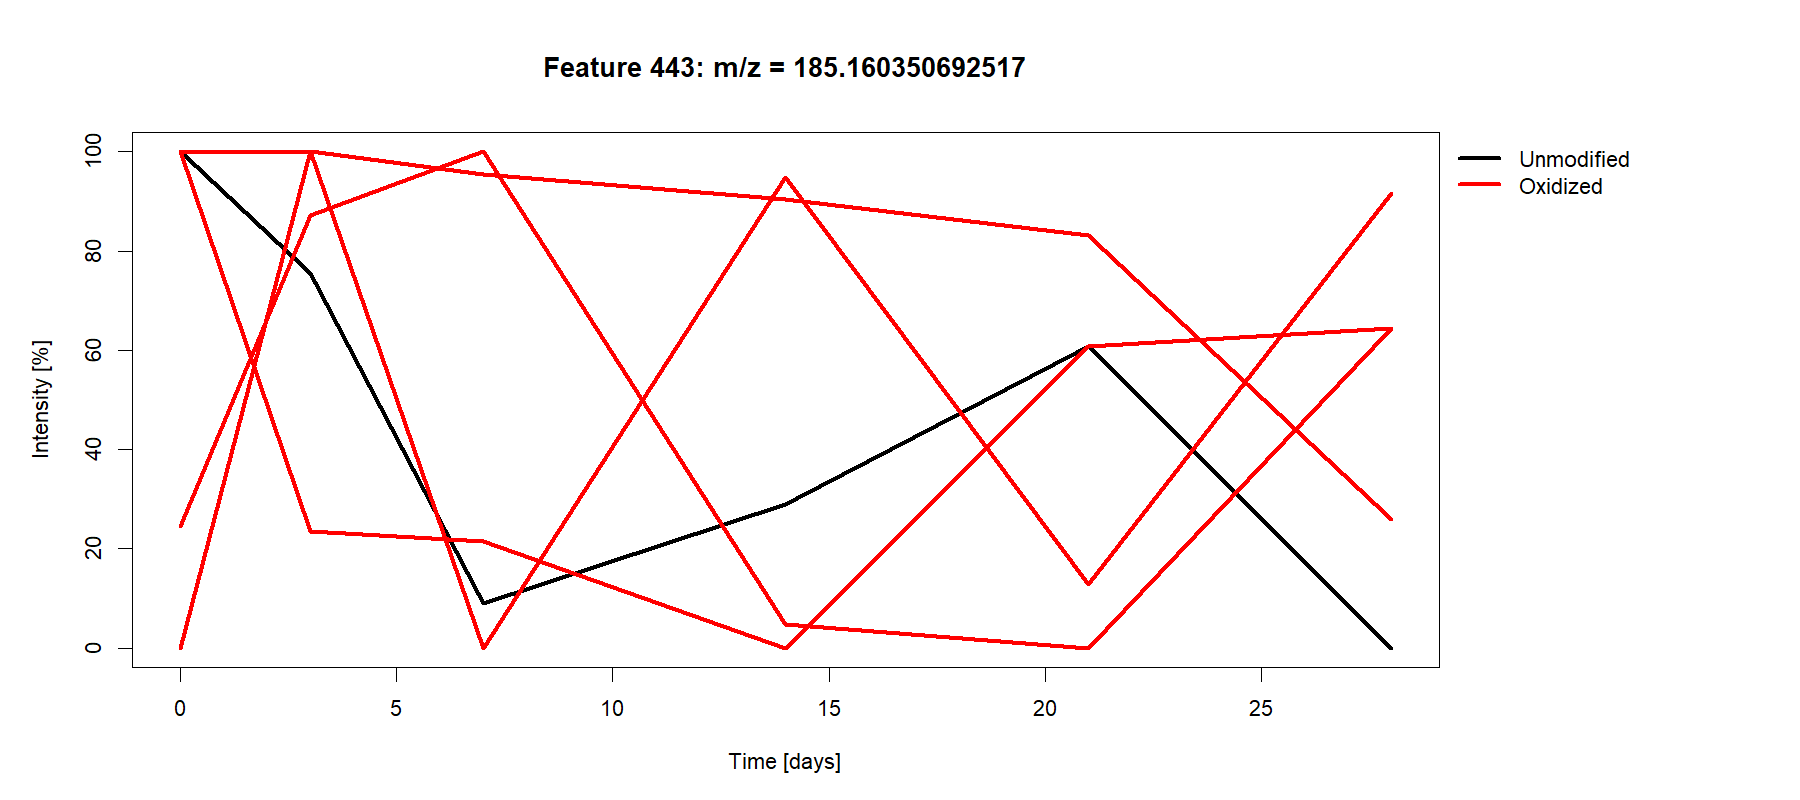 Feature 443: m/z = 185.160350692517
Unmodified
Oxidized
Intensity [%]
100
80
60
40
20
0
0 5 10 15 20 25
Time [days]